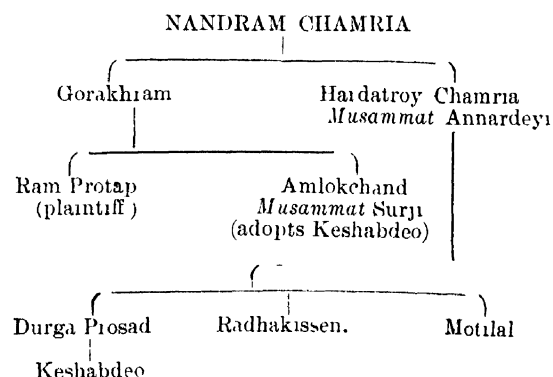 NANDRAM CHAMRIA
Gorakhram Hardatroy Chamria
Musammat Annardeyi
Ram Protap Amlokchand
(plaintiff) Musammat Surji
(adopts Keshabdeo)
Durga Prosad Radhakissen. Motilal
Keshabdeo